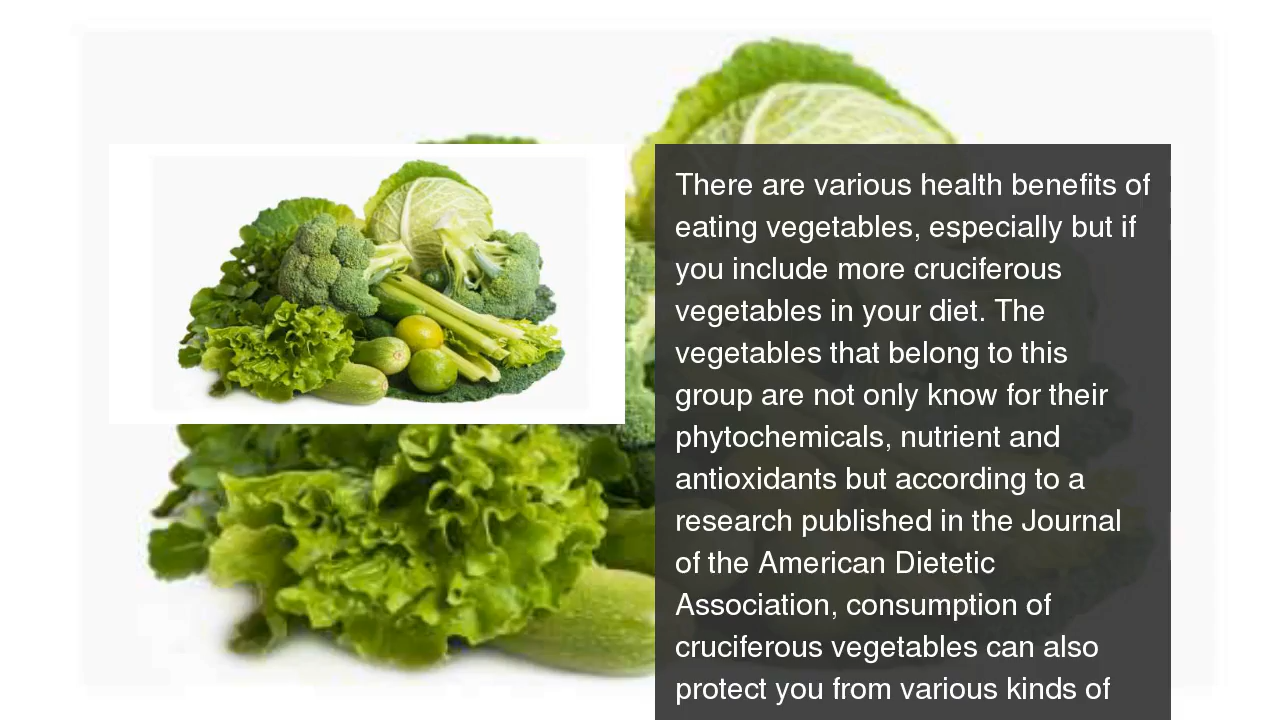 There are various health benefits of
eating vegetables, especially but if
you include more cruciferous
vegetables in your diet. The
vegetables that belong to this
group are not only know for their
phytochemicals, nutrient and
antioxidants but according to a
research published in the Journal
of the American Dietetic
Association, consumption of
cruciferous vegetables can also
protect you from various kinds of